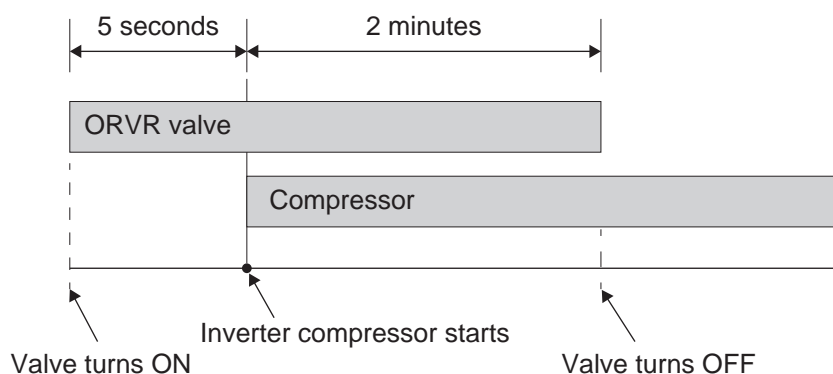 5 seconds
2 minutes
ORVR valve
Compressor
Inverter compressor starts
Valve turns ON
Valve turns OFF